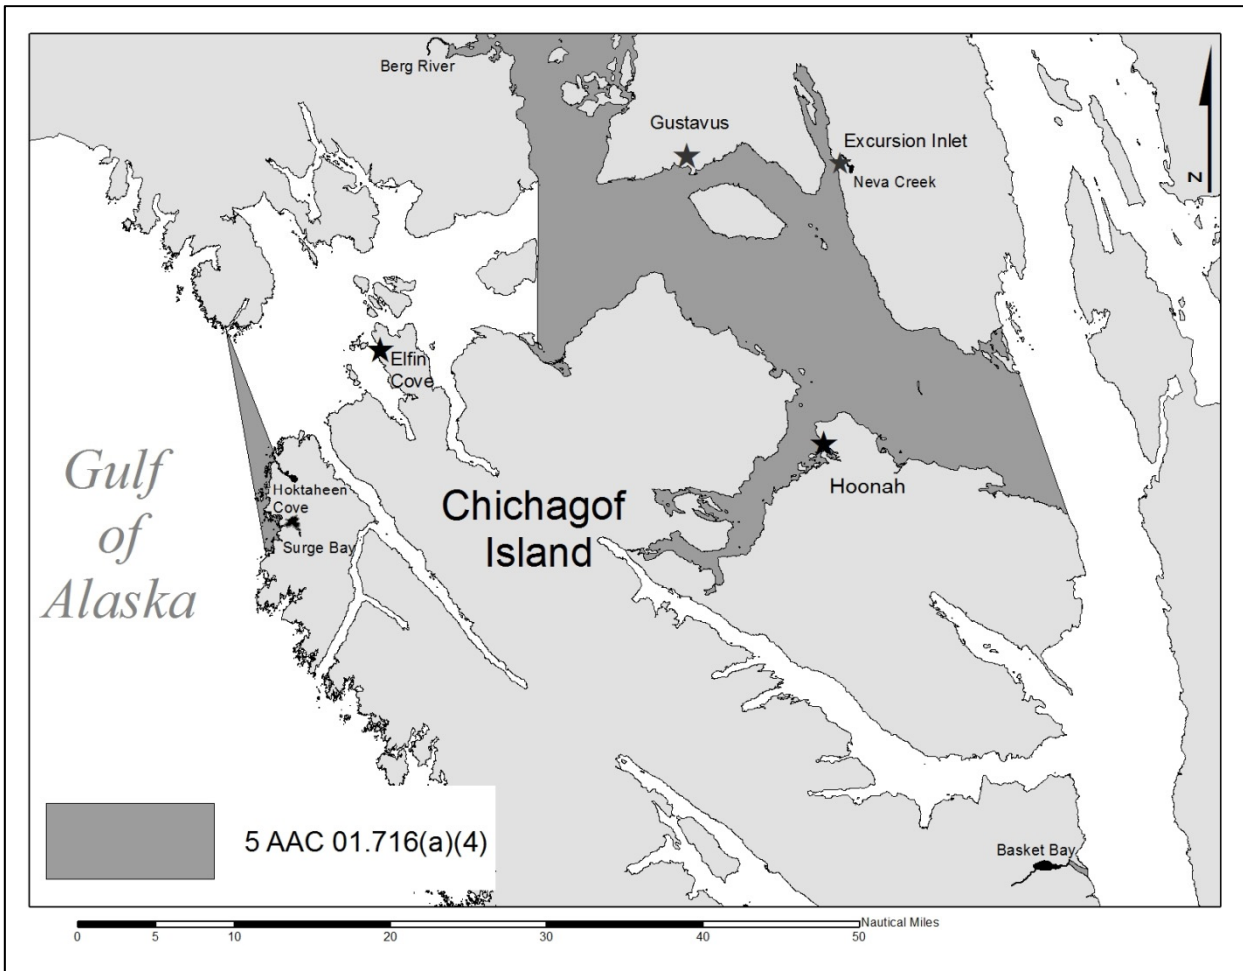 Berg River
Gustavus
Excursion Inlet
Neva Creek
N
Elfin
Cove
Gulf
of
Alaska
Hoktaheen
Cove
Surge Bay
Chichagof
Island
Hoonah
5 AAC 01.716(a)(4)
Basket Bay
Nautical Miles
0 5 10 20 30 40 50